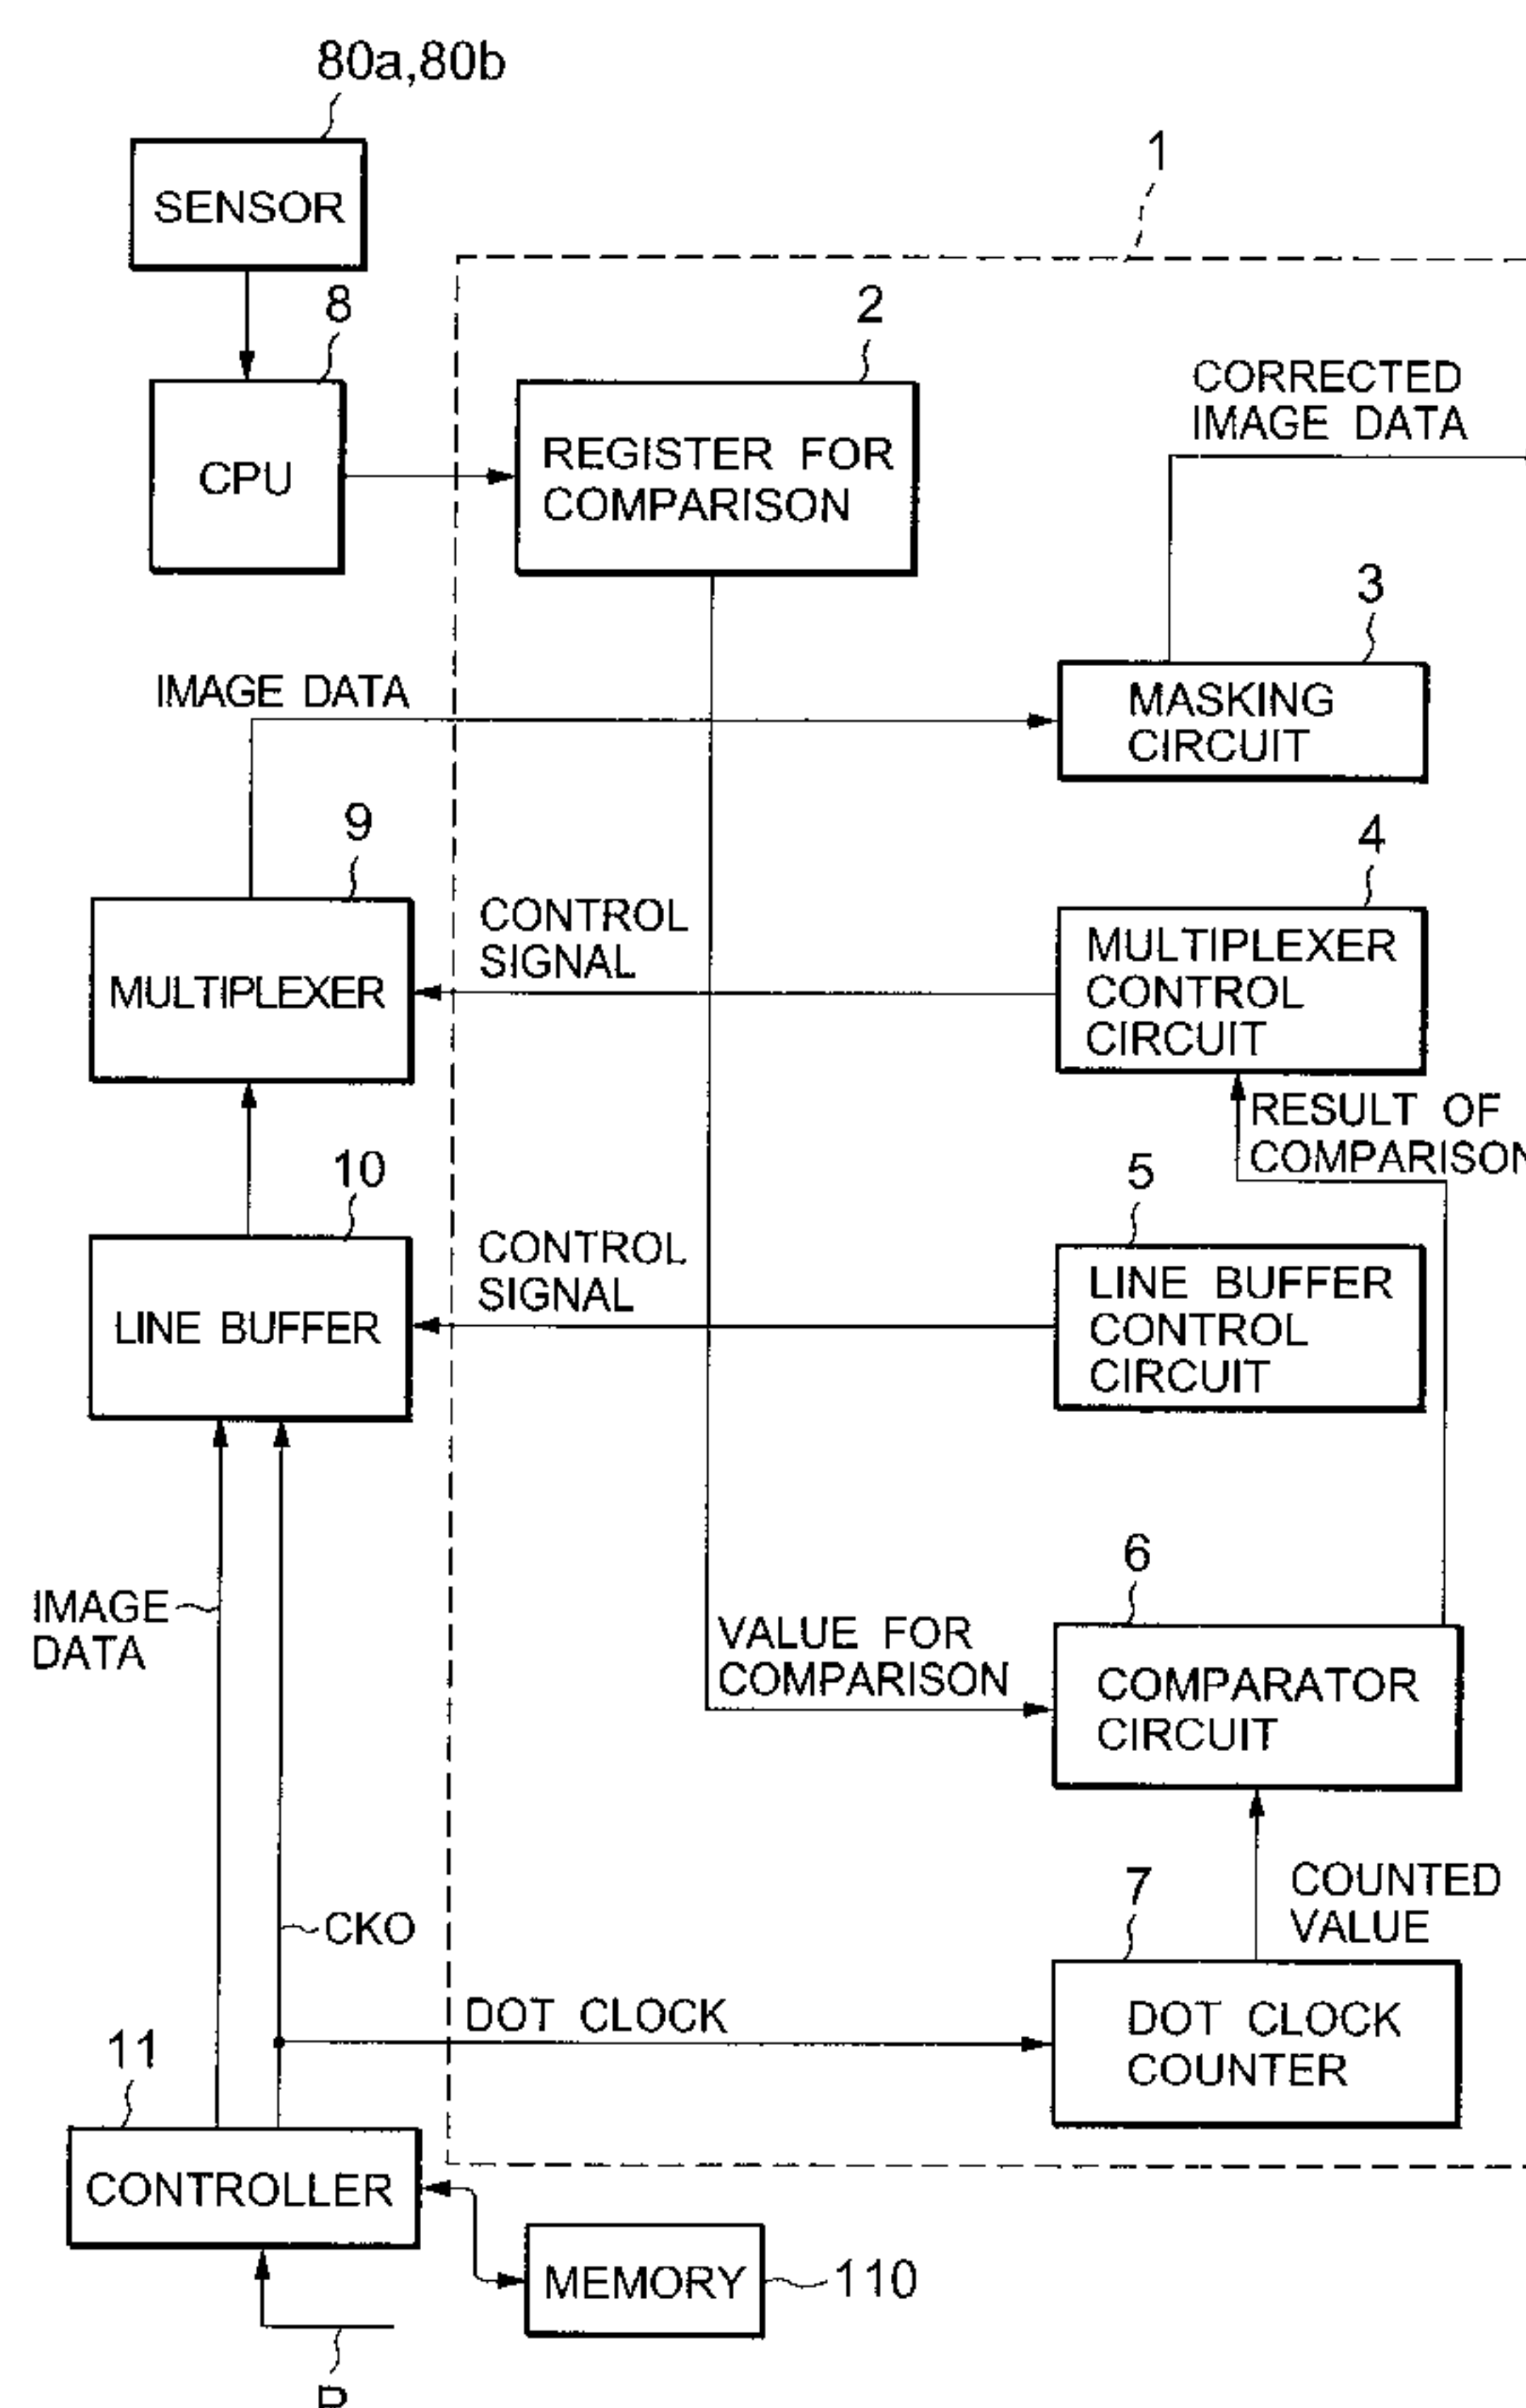 80a,80b
1
SENSOR
8
2
CORRECTED
IMAGE DATA
CPU
REGISTER FOR
COMPARISON
3
IMAGE DATA
MASKING
CIRCUIT
9
4
CONTROL
SIGNAL
MULTIPLEXER
MULTIPLEXER
CONTROL
CIRCUIT
RESULT OF
COMPARISON
10
5
CONTROL
SIGNAL
LINE BUFFER
LINE BUFFER
CONTROL
CIRCUIT
6
IMAGE
DATA
VALUE FOR
COMPARISON
COMPARATOR
CIRCUIT
7
COUNTED
VALUE
CKO
DOT CLOCK
DOT CLOCK
COUNTER
11
CONTROLLER
MEMORY
110